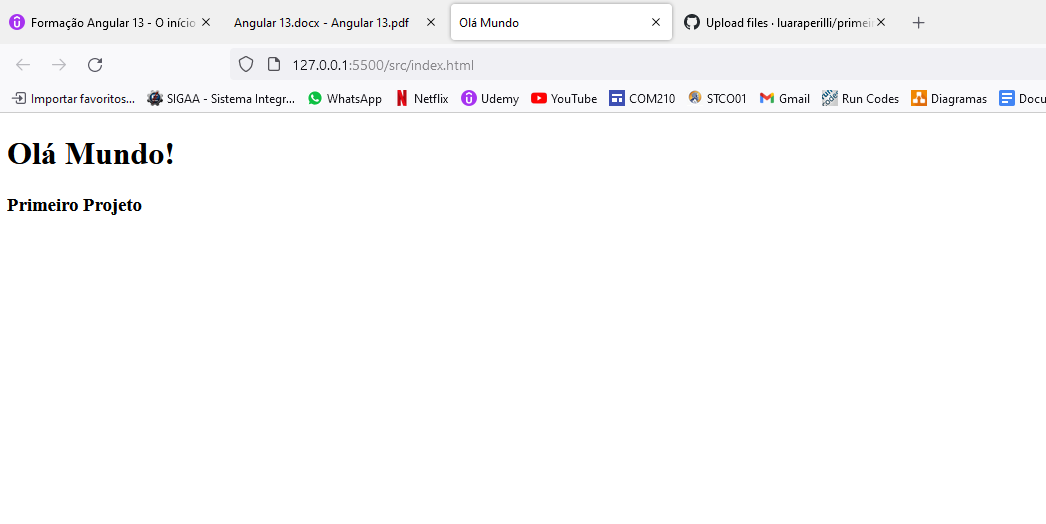 Formação Angular 13 - O início
Angular 13.docx - Angular 13.pdf
Olá Mundo
Upload files · luaraperilli/primeir
127.0.0.1:5500/src/index.html
Importar favoritos...
SIGAA - Sistema Integr...
WhatsApp
Netflix
Udemy
YouTube
COM210
STCO01
Gmail
Run Codes
Diagramas
Docu
Olá Mundo!
Primeiro Projeto